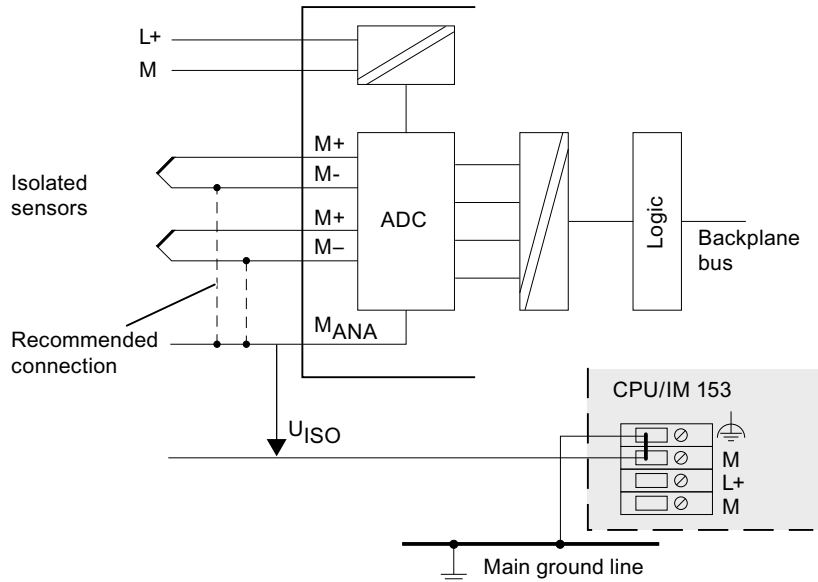 L+
M
M+
M-
Isolated
sensors
M+
M–
ADC
Logic
Backplane
bus
Recommended
connection
MANA
UISO
CPU/IM 153
M
L+
M
Main ground line